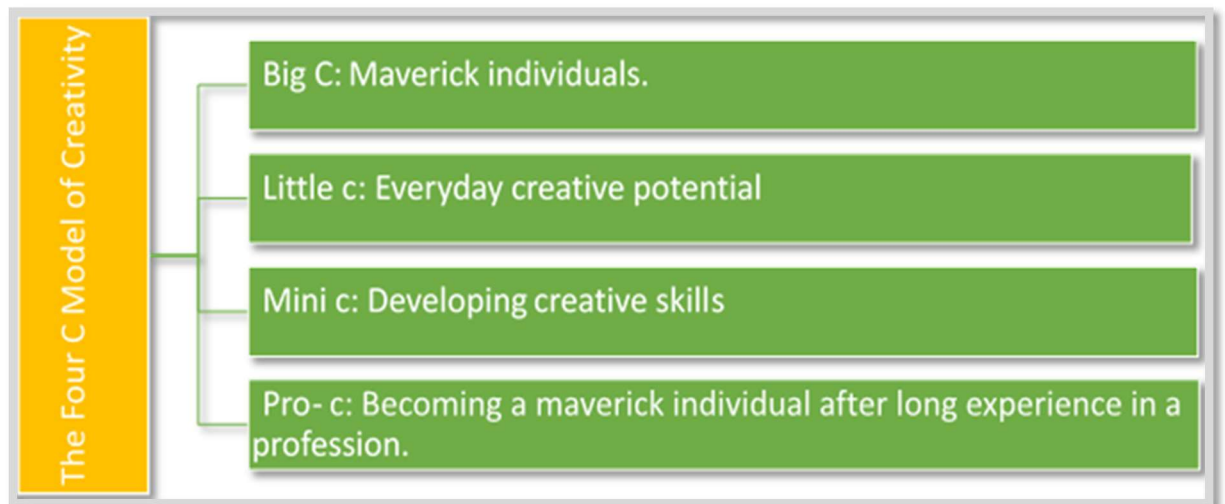 The Four C Model of Creativity
Big C: Maverick individuals.
Little c: Everyday creative potential
Mini c: Developing creative skills
Pro- c: Becoming a maverick individual after long experience in a
profession.